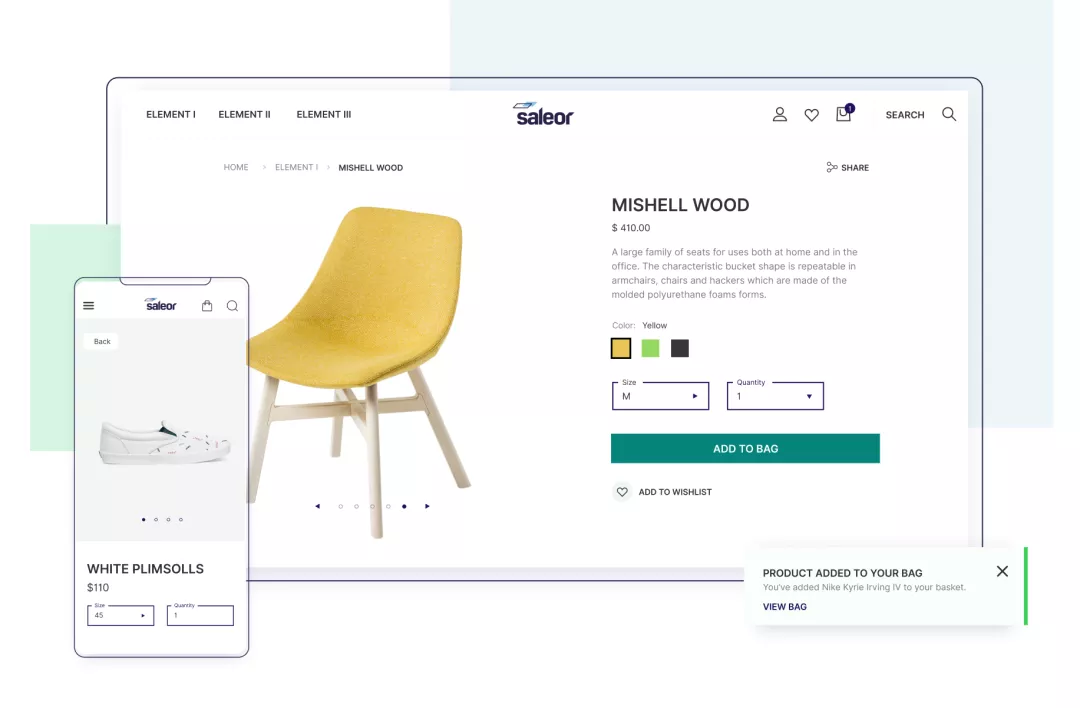 ELEMENT I
ELEMENT II
ELEMENT III
saleor
1
SEARCH
HOME > ELEMENT I > MISHELL WOOD
SHARE
MISHELL WOOD
$ 410.00
A large family of seats for uses both at home and in the
office. The characteristic bucket shape is repeatable in
armchairs, chairs and hackers which are made of the
molded polyurethane foams forms.
Color: Yellow
Size
M
Quantity
1
ADD TO BAG
ADD TO WISHLIST
saleor
Back
WHITE PLIMSOLLS
$110
Size
45
Quantity
1
PRODUCT ADDED TO YOUR BAG
You've added Nike Kyrie Irving IV to your basket.
VIEW BAG